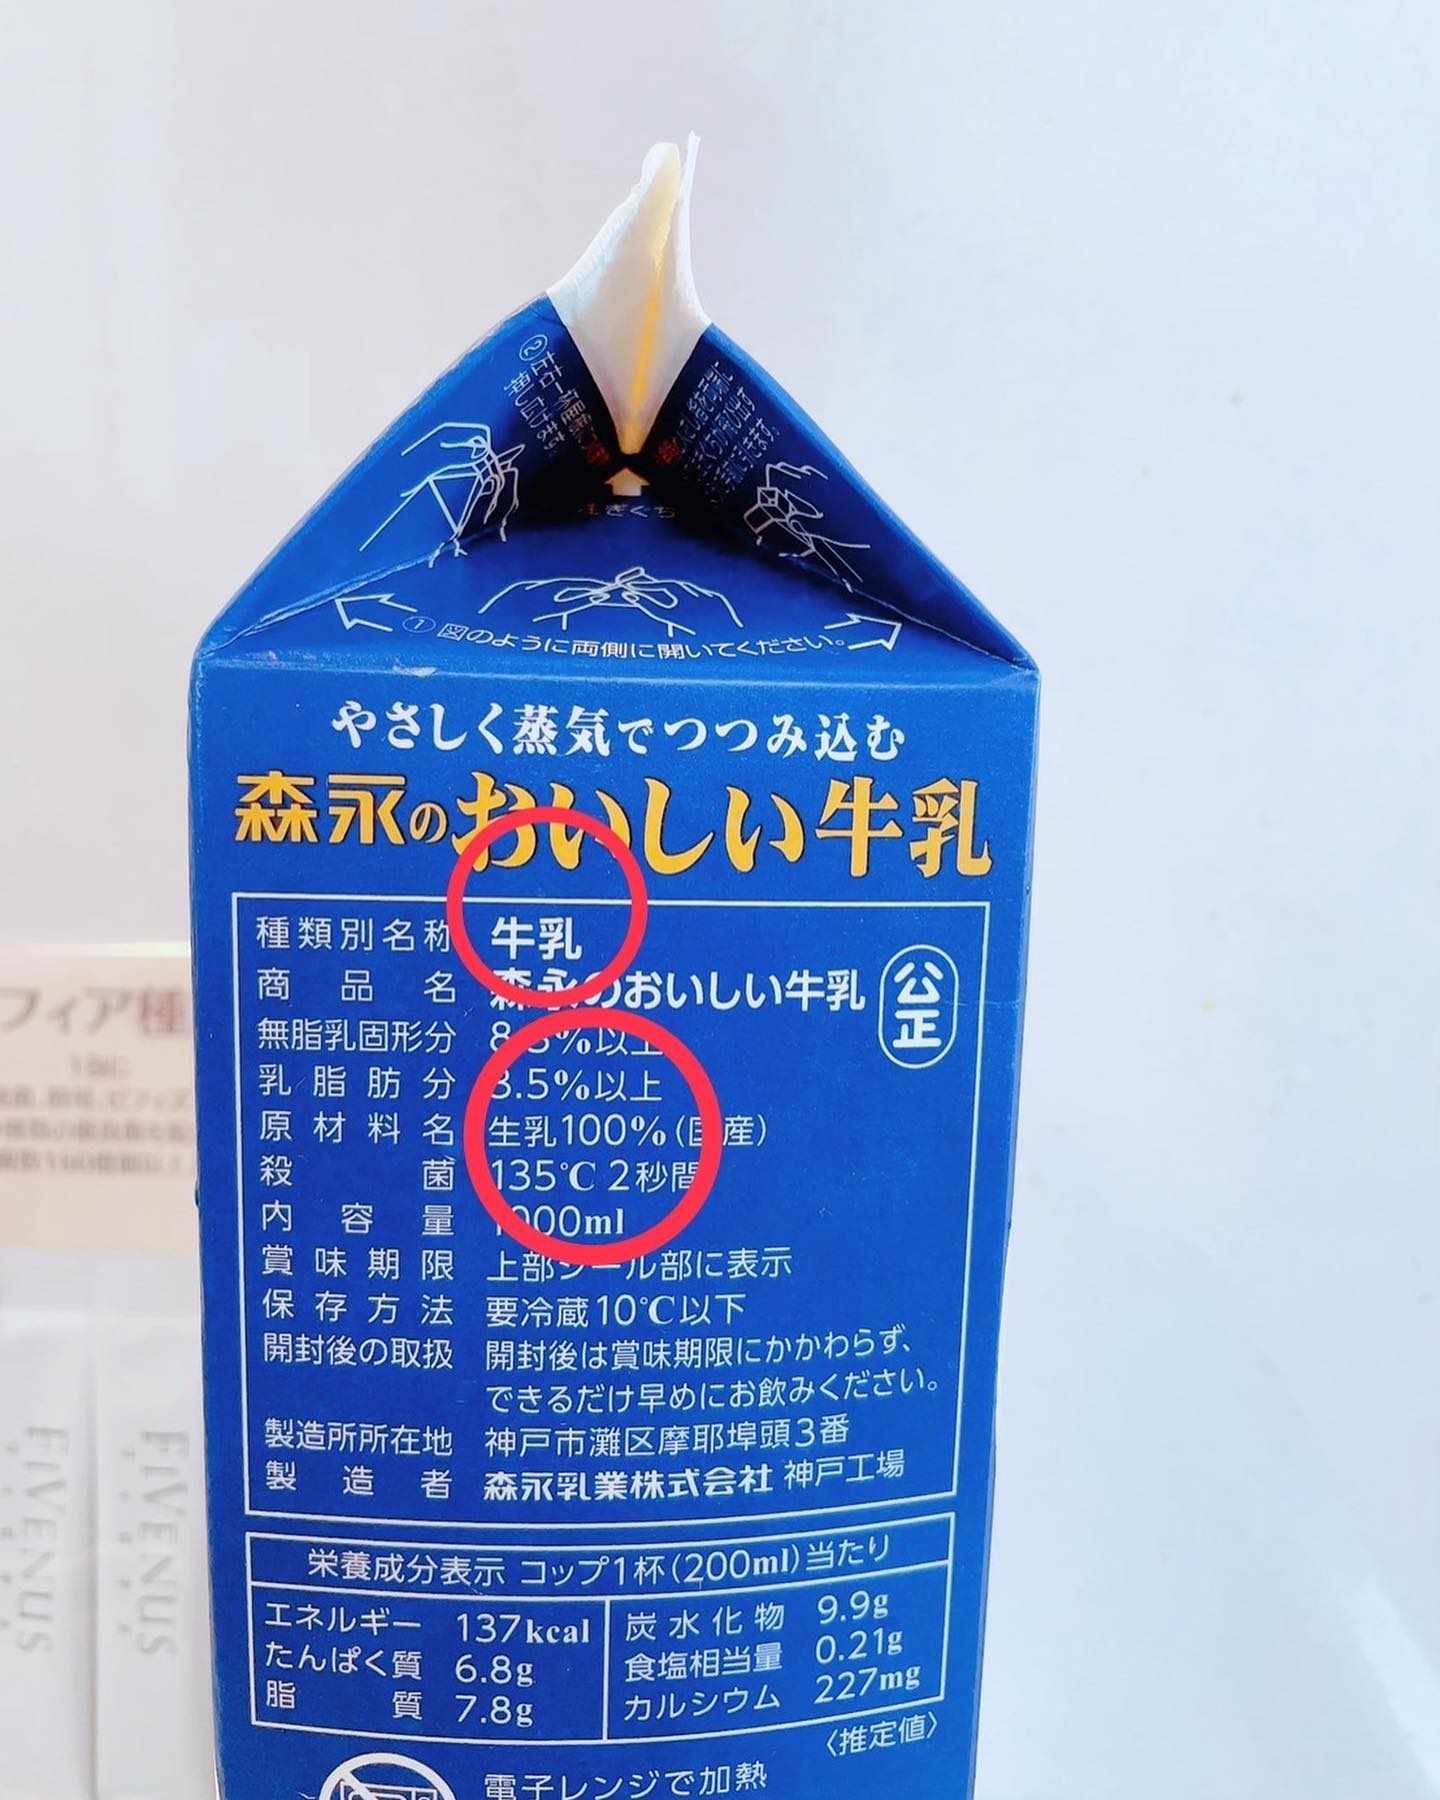 注ぎぐち
①図のように両側に開いてください。
やさしく蒸気でつつみ込む
森永のおいしい牛乳
種類別名称 牛乳
商品名 森永のおいしい牛乳
公正
無脂乳固形分 8.3%以上
乳脂肪分 3.5%以上
原材料名 生乳100%(国産)
殺菌 135℃ 2秒間
内容量 1000ml
賞味期限 上部シール部に表示
保存方法 要冷蔵10℃以下
開封後の取扱 開封後は賞味期限にかかわらず、
できるだけ早めにお飲みください。
製造所所在地 神戸市灘区摩耶埠頭3番
製造者 森永乳業株式会社 神戸工場
栄養成分表示 コップ1杯(200ml)当たり
エネルギー 137kcal
たんぱく質 6.8g
脂質 7.8g
炭水化物 9.9g
食塩相当量 0.21g
カルシウム 227mg
〈推定値〉
電子レンジで加熱
フィア種
FIVENUS
FIVENUS